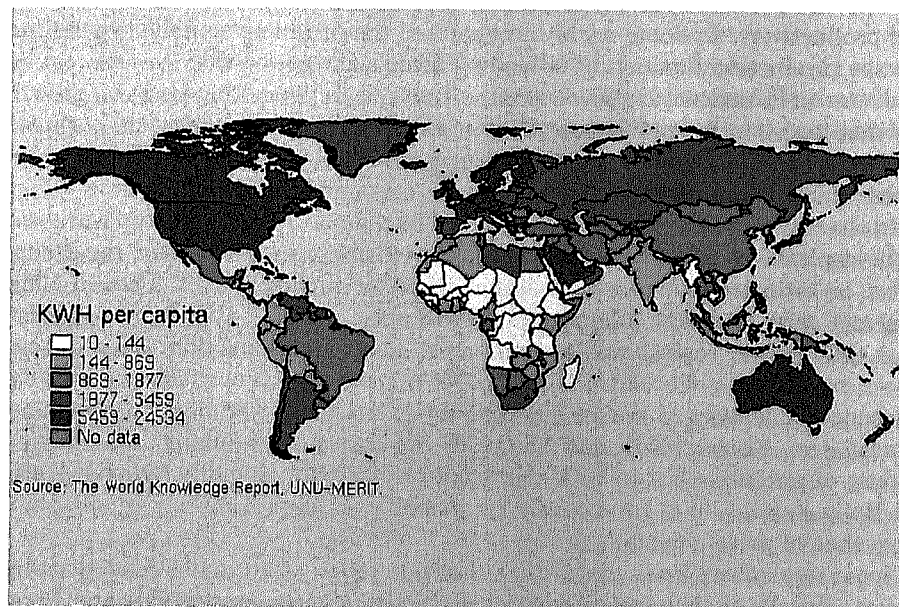 KWH per capita
10 - 144
144 - 869
869 - 1877
1877 - 5459
5459 - 24534
No data
Source: The World Knowledge Report, UNU-MERIT.